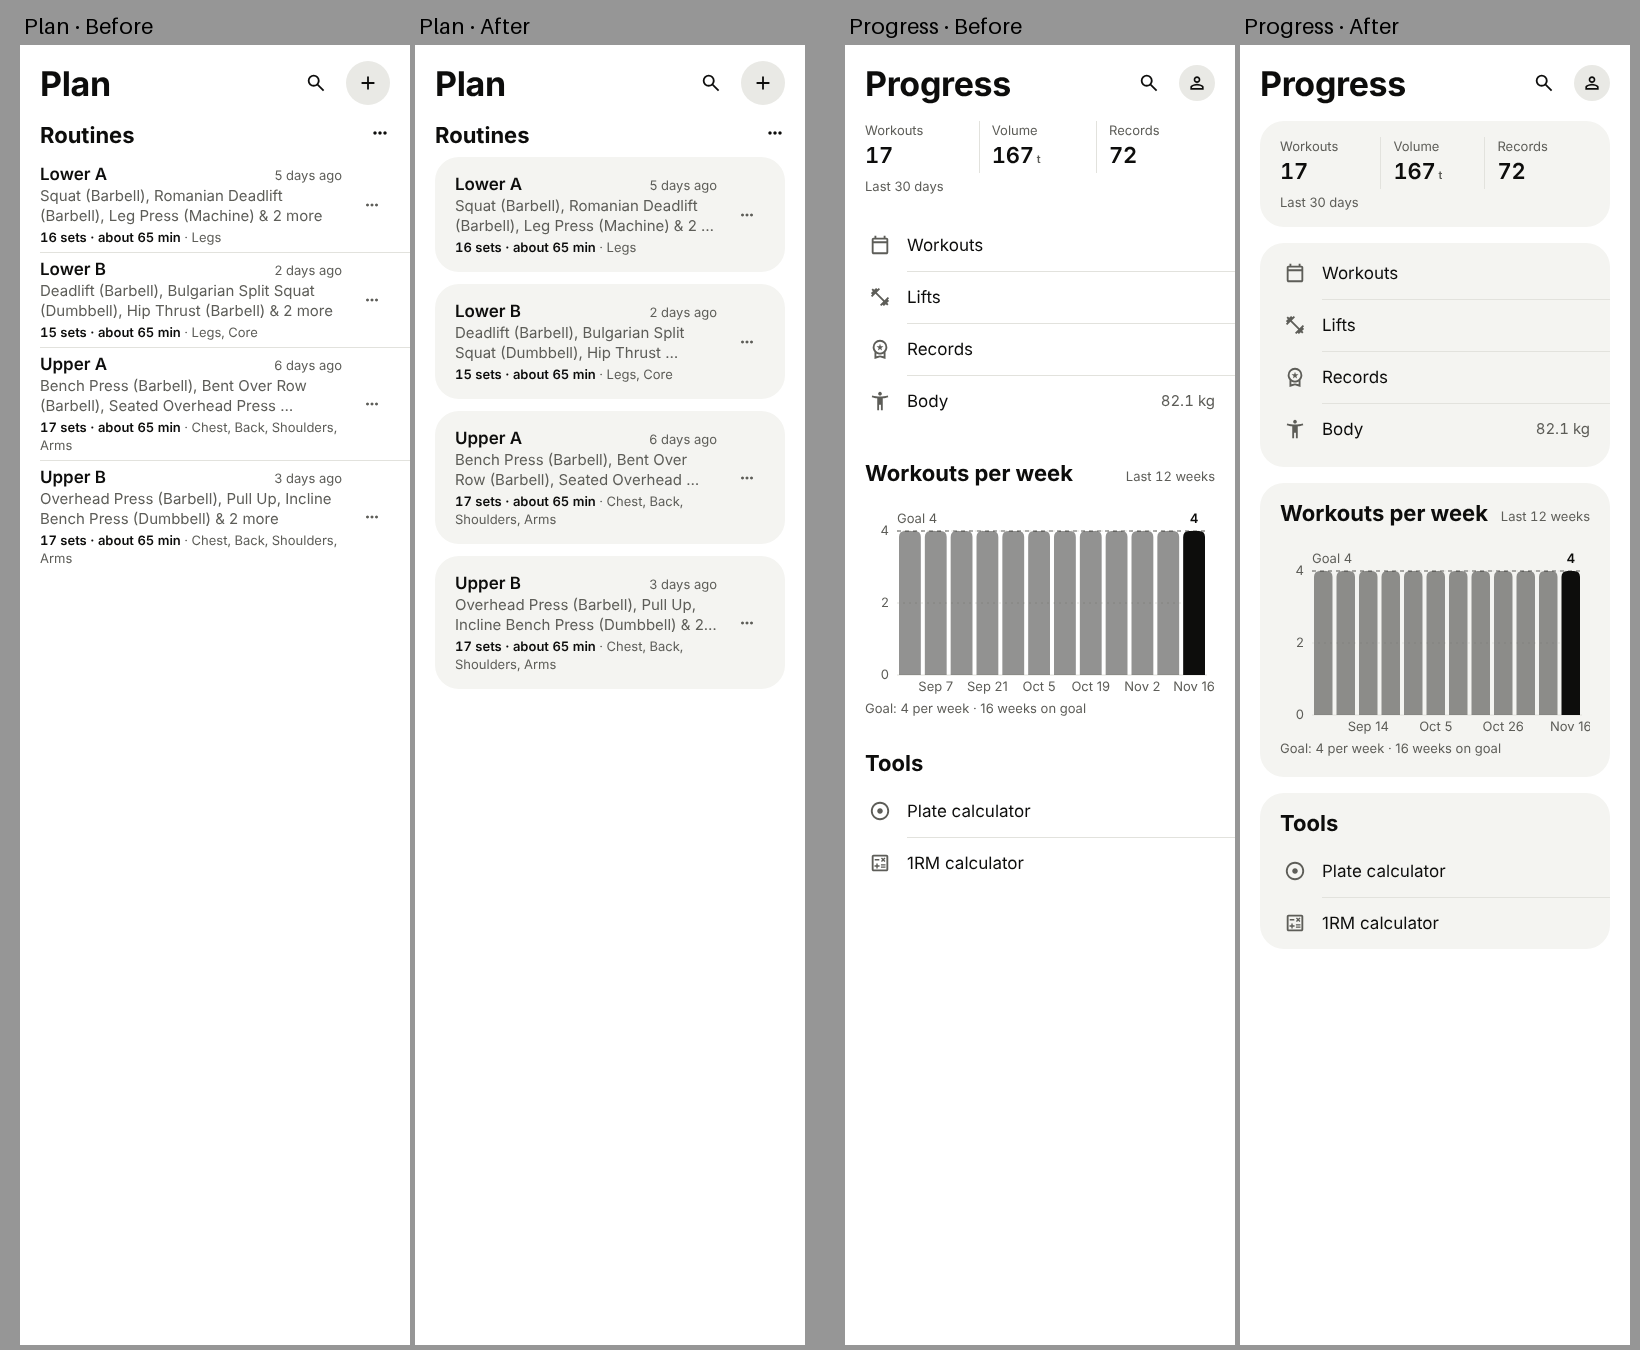 Plan · Before
Plan
Routines
Lower A
5 days ago
Squat (Barbell), Romanian Deadlift
(Barbell), Leg Press (Machine) & 2 more
16 sets · about 65 min · Legs
Lower B
2 days ago
Deadlift (Barbell), Bulgarian Split Squat
(Dumbbell), Hip Thrust (Barbell) & 2 more
15 sets · about 65 min · Legs, Core
Upper A
6 days ago
Bench Press (Barbell), Bent Over Row
(Barbell), Seated Overhead Press ...
17 sets · about 65 min · Chest, Back, Shoulders,
Arms
Upper B
3 days ago
Overhead Press (Barbell), Pull Up, Incline
Bench Press (Dumbbell) & 2 more
17 sets · about 65 min · Chest, Back, Shoulders,
Arms
Plan · After
Plan
Routines
Lower A
5 days ago
Squat (Barbell), Romanian Deadlift
(Barbell), Leg Press (Machine) & 2 ...
16 sets · about 65 min · Legs
Lower B
2 days ago
Deadlift (Barbell), Bulgarian Split
Squat (Dumbbell), Hip Thrust ...
15 sets · about 65 min · Legs, Core
Upper A
6 days ago
Bench Press (Barbell), Bent Over
Row (Barbell), Seated Overhead ...
17 sets · about 65 min · Chest, Back,
Shoulders, Arms
Upper B
3 days ago
Overhead Press (Barbell), Pull Up,
Incline Bench Press (Dumbbell) & 2...
17 sets · about 65 min · Chest, Back,
Shoulders, Arms
Progress · Before
Progress
Workouts
17
Volume
167 t
Records
72
Last 30 days
Workouts
Lifts
Records
Body
82.1 kg
Workouts per week
Last 12 weeks
Goal 4
4
4
2
0
Sep 7 Sep 21 Oct 5 Oct 19 Nov 2 Nov 16
Goal: 4 per week · 16 weeks on goal
Tools
Plate calculator
1RM calculator
Progress · After
Progress
Workouts
17
Volume
167 t
Records
72
Last 30 days
Workouts
Lifts
Records
Body
82.1 kg
Workouts per week
Last 12 weeks
Goal 4
4
4
2
0
Sep 14 Oct 5 Oct 26 Nov 16
Goal: 4 per week · 16 weeks on goal
Tools
Plate calculator
1RM calculator